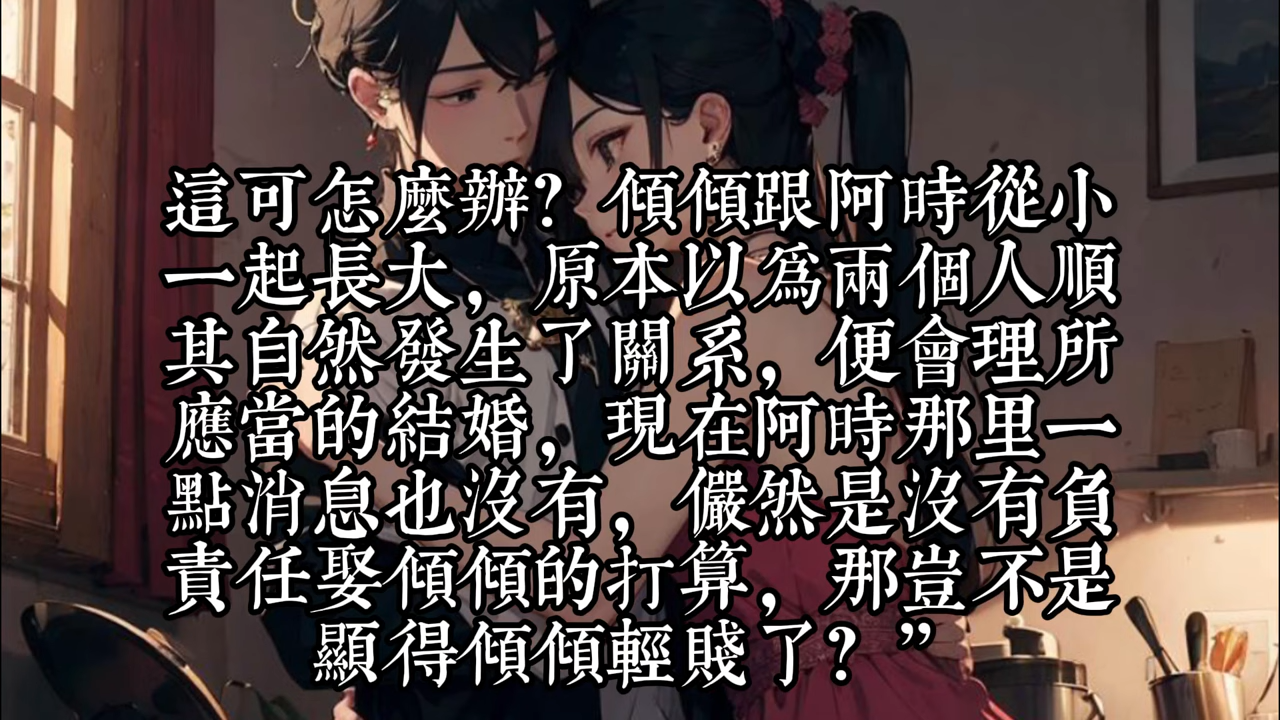 這可怎麼辦？傾傾跟阿時從小
一起長大，原本以爲兩個人順
其自然發生了關系，便會理所
應當的結婚，現在阿時那里一
點消息也沒有，儼然是沒有負
責任娶傾傾的打算，那豈不是
顯得傾傾輕賤了？”